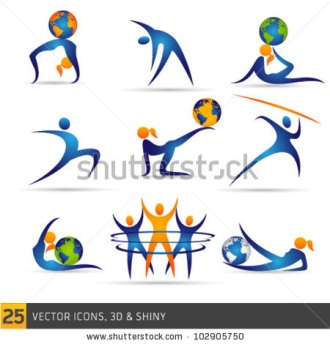 shutterstock
25 VECTOR ICONS, 3D & SHINY
www.shutterstock.com · 102905750